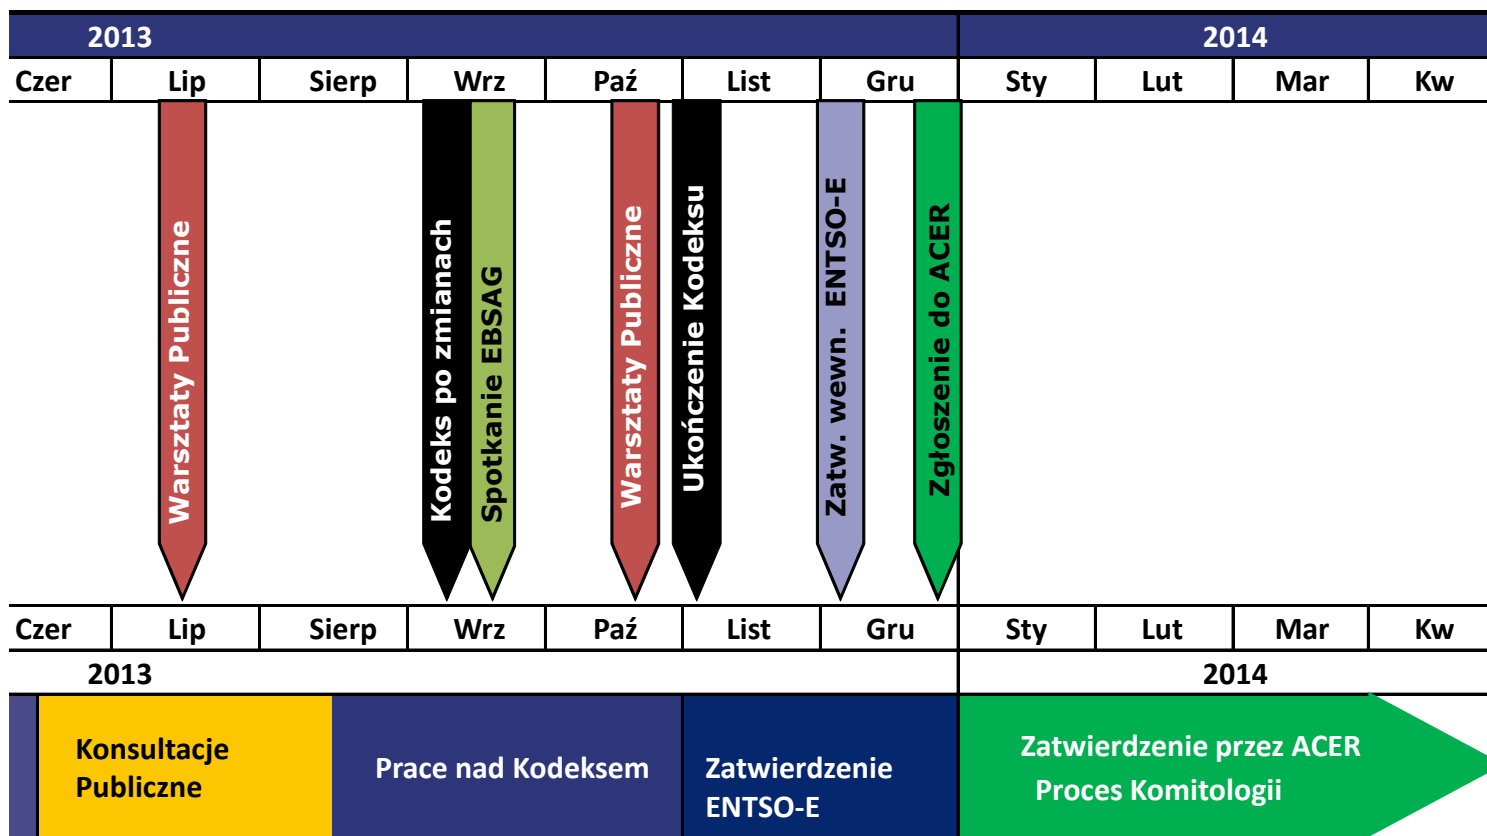 2013
2014
Czer
Lip
Sierp
Wrz
Paź
List
Gru
Sty
Lut
Mar
Kw
Warsztaty Publiczne
Kodeks po zmianach
Spotkanie EBSAG
Warsztaty Publiczne
Ukończenie Kodeksu
Zatw. wewn. ENTSO-E
Zgłoszenie do ACER
Czer
Lip
Sierp
Wrz
Paź
List
Gru
Sty
Lut
Mar
Kw
2013
2014
Konsultacje
Publiczne
Prace nad Kodeksem
Zatwierdzenie
ENTSO-E
Zatwierdzenie przez ACER
Proces Komitologii